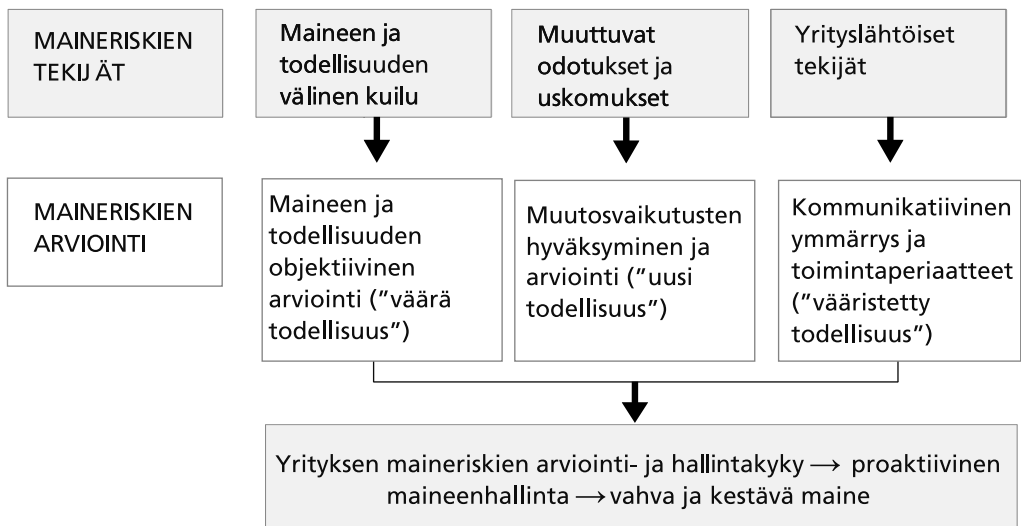 MAINERISKIEN
TEKIJÄT
Maineen ja
todellisuuden
välinen kuilu
Muuttuvat
odotukset ja
uskomukset
Yrityslähtöiset
tekijät
MAINERISKIEN
ARVIOINTI
Maineen ja
todellisuuden
objektiivinen
arviointi (”väärä
todellisuus”)
Muutosvaikutusten
hyväksyminen ja
arviointi (”uusi
todellisuus”)
Kommunikatiivinen
ymmärrys ja
toimintaperiaatteet
(”vääristetty
todellisuus”)
Yrityksen maineriskien arviointi- ja hallintakyky → proaktiivinen
maineenhallinta → vahva ja kestävä maine